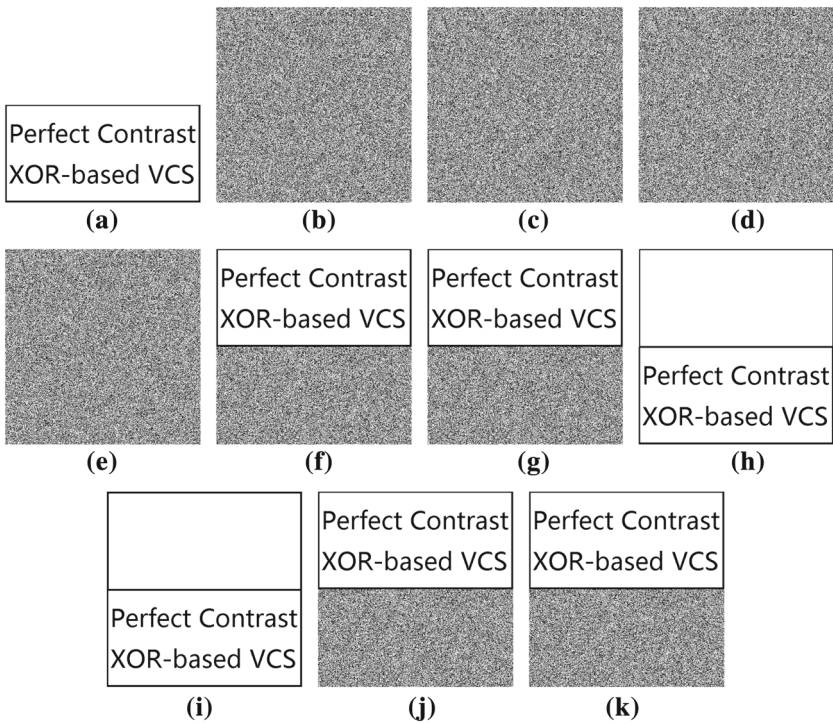 Perfect Contrast
XOR-based VCS
(a)
(b)
(c)
(d)
Perfect Contrast
XOR-based VCS
Perfect Contrast
XOR-based VCS
Perfect Contrast
XOR-based VCS
(e)
(f)
(g)
(h)
Perfect Contrast
XOR-based VCS
Perfect Contrast
XOR-based VCS
Perfect Contrast
XOR-based VCS
(i)
(j)
(k)